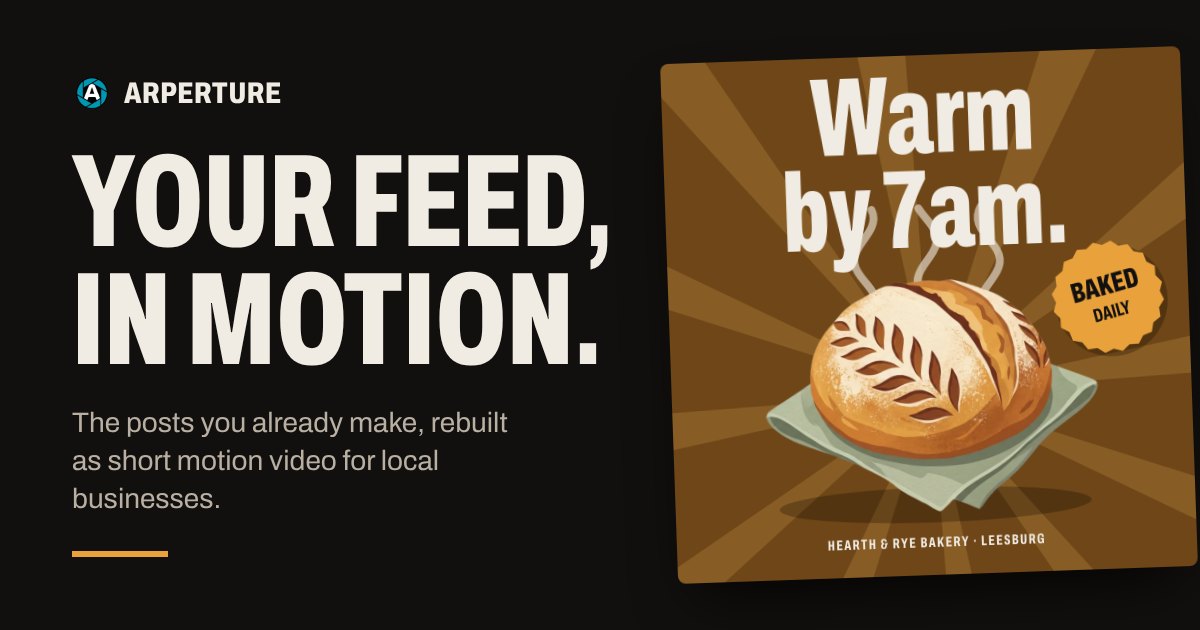 ARPERTURE
YOUR FEED,
IN MOTION.
The posts you already make, rebuilt
as short motion video for local
businesses.
Warm
by 7am.
BAKED
DAILY
HEARTH & RYE BAKERY · LEESBURG